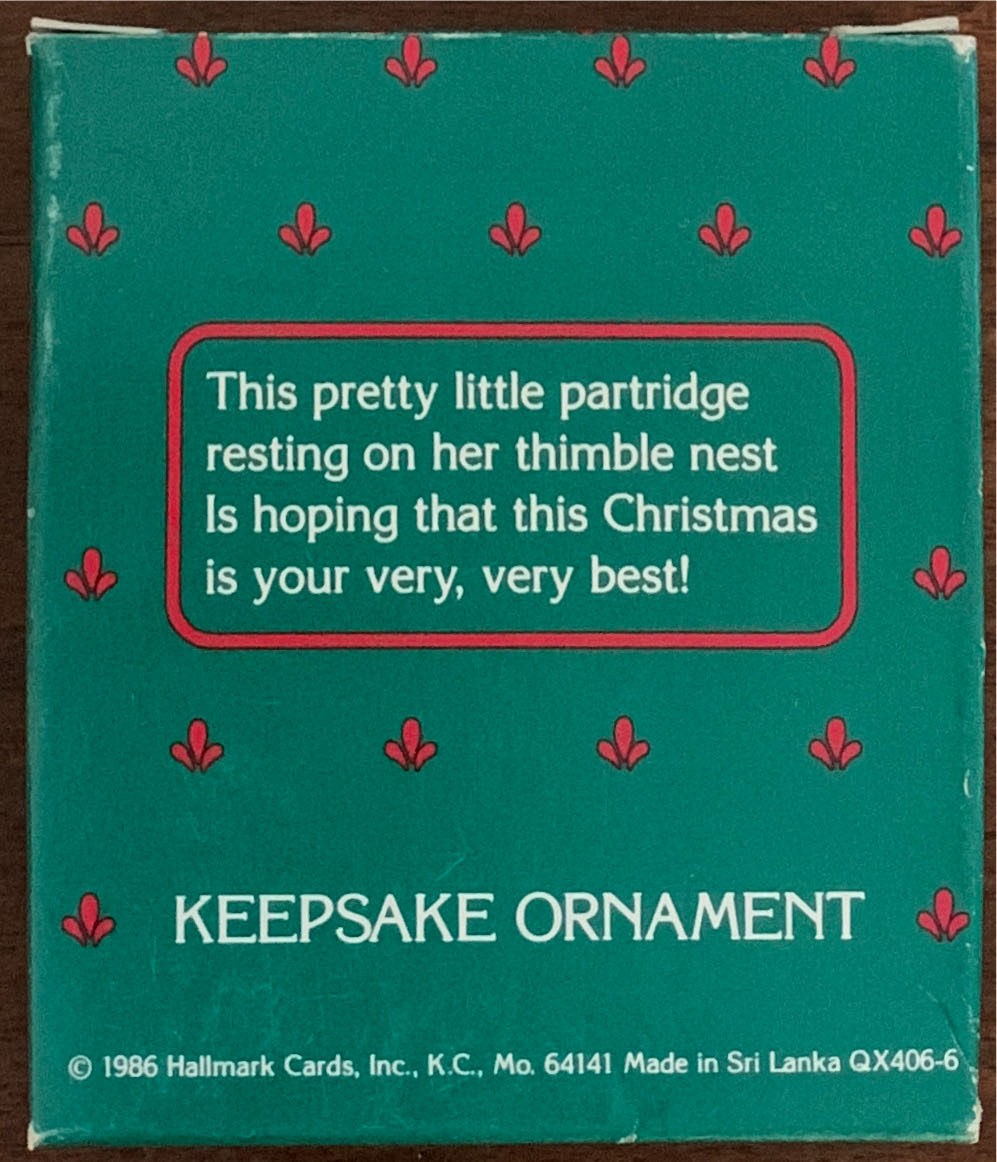 This pretty little partridge
resting on her thimble nest
Is hoping that this Christmas
is your very, very best!
KEEPSAKE ORNAMENT
© 1986 Hallmark Cards, Inc., K.C., Mo. 64141 Made in Sri Lanka QX406-6